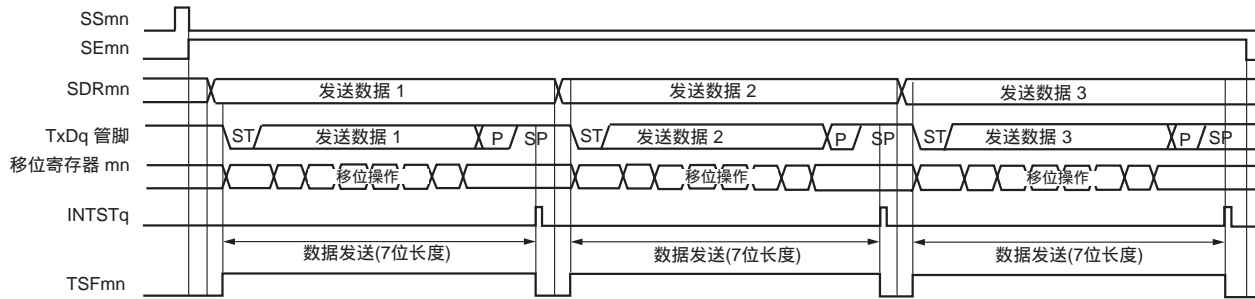 SSmn
SEmn
SDRmn 发送数据 1 发送数据 2 发送数据 3
TxDq 管脚 ST 发送数据 1 P SP ST 发送数据 2 P SP ST 发送数据 3 P SP
移位寄存器 mn 移位操作 移位操作 移位操作
INTSTq
数据发送(7位长度) 数据发送(7位长度) 数据发送(7位长度)
TSFmn